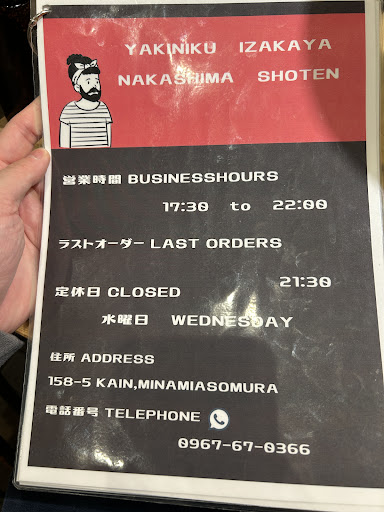 YAKINIKU IZAKAYA
NAKASHIMA SHOTEN
営業時間 BUSINESSHOURS
17:30 to 22:00
ラストオーダー LAST ORDERS
21:30
定休日 CLOSED
水曜日 WEDNESDAY
住所 ADDRESS
158-5 KAIN,MINAMIASOMURA
電話番号 TELEPHONE
0967-67-0366